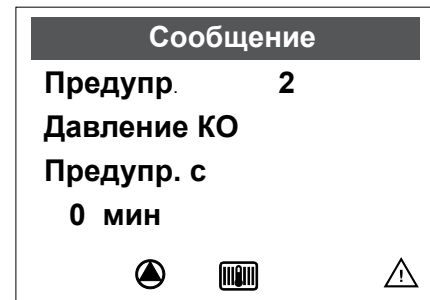 Сообщение
Предупр. 2
Давление КО
Предупр. с
0 мин